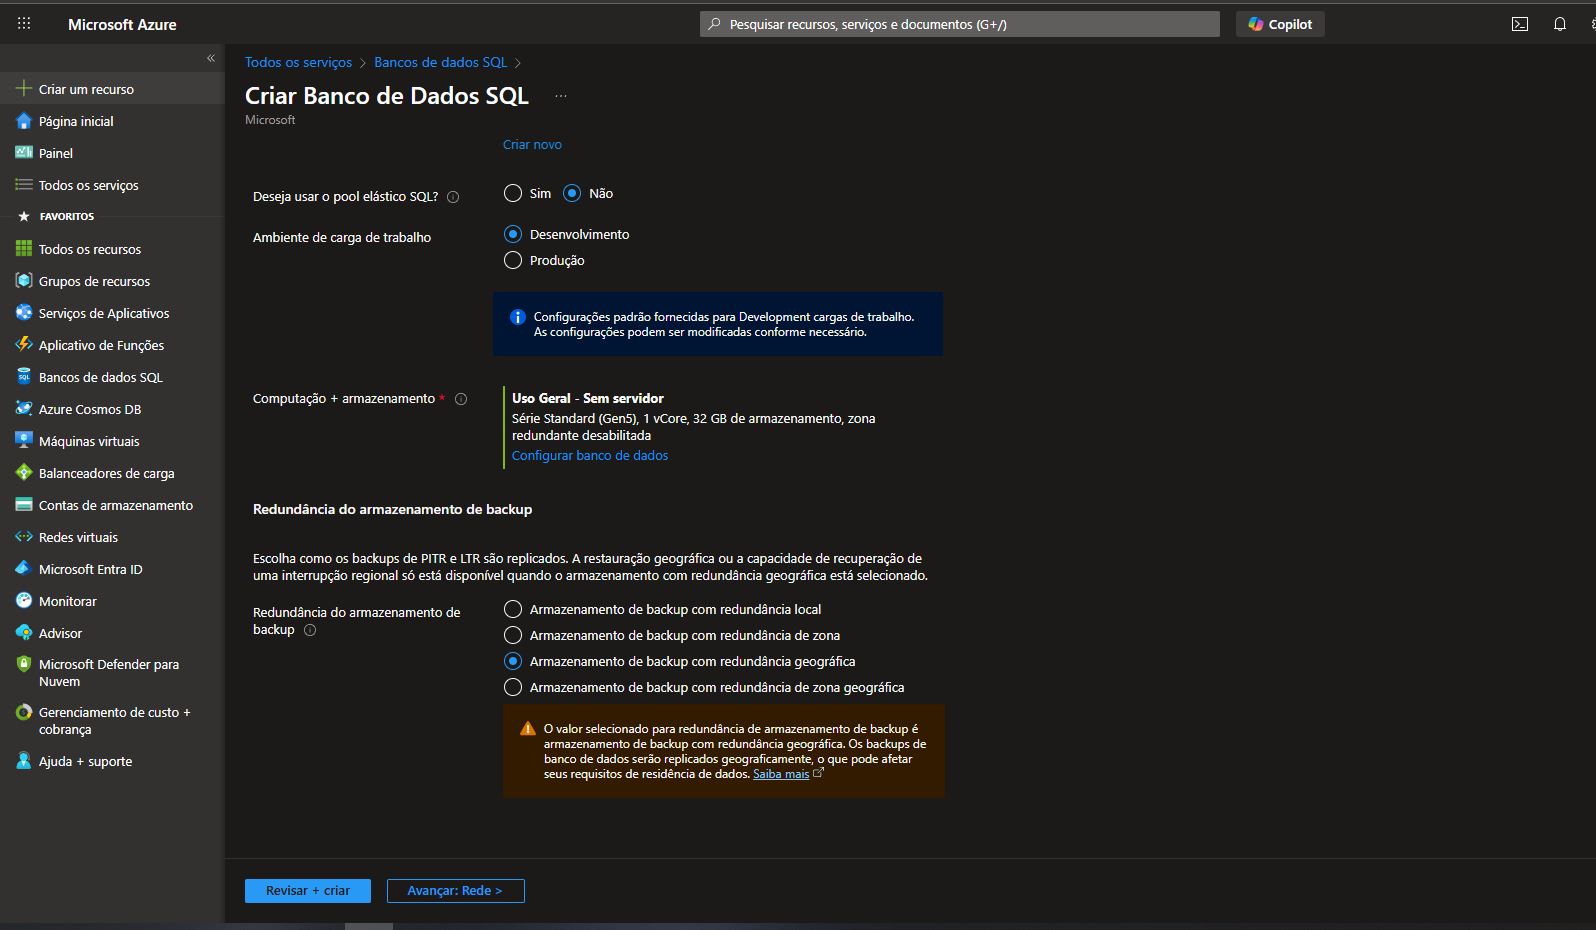 Microsoft Azure
Pesquisar recursos, serviços e documentos (G+/)
Copilot
Criar um recurso
Página inicial
Painel
Todos os serviços
FAVORITOS
Todos os recursos
Grupos de recursos
Serviços de Aplicativos
Aplicativo de Funções
Bancos de dados SQL
Azure Cosmos DB
Máquinas virtuais
Balanceadores de carga
Contas de armazenamento
Redes virtuais
Microsoft Entra ID
Monitorar
Advisor
Microsoft Defender para
Nuvem
Gerenciamento de custo +
cobrança
Ajuda + suporte
Todos os serviços > Bancos de dados SQL >
Criar Banco de Dados SQL ...
Microsoft
Criar novo
Deseja usar o pool elástico SQL?
Sim Não
Ambiente de carga de trabalho
Desenvolvimento
Produção
Configurações padrão fornecidas para Development cargas de trabalho.
As configurações podem ser modificadas conforme necessário.
Computação + armazenamento *
Uso Geral - Sem servidor
Série Standard (Gen5), 1 vCore, 32 GB de armazenamento, zona
redundante desabilitada
Configurar banco de dados
Redundância do armazenamento de backup
Escolha como os backups de PITR e LTR são replicados. A restauração geográfica ou a capacidade de recuperação de
uma interrupção regional só está disponível quando o armazenamento com redundância geográfica está selecionado.
Redundância do armazenamento de
backup
Armazenamento de backup com redundância local
Armazenamento de backup com redundância de zona
Armazenamento de backup com redundância geográfica
Armazenamento de backup com redundância de zona geográfica
O valor selecionado para redundância de armazenamento de backup é
armazenamento de backup com redundância geográfica. Os backups de
banco de dados serão replicados geograficamente, o que pode afetar
seus requisitos de residência de dados. Saiba mais
Revisar + criar
Avançar: Rede >